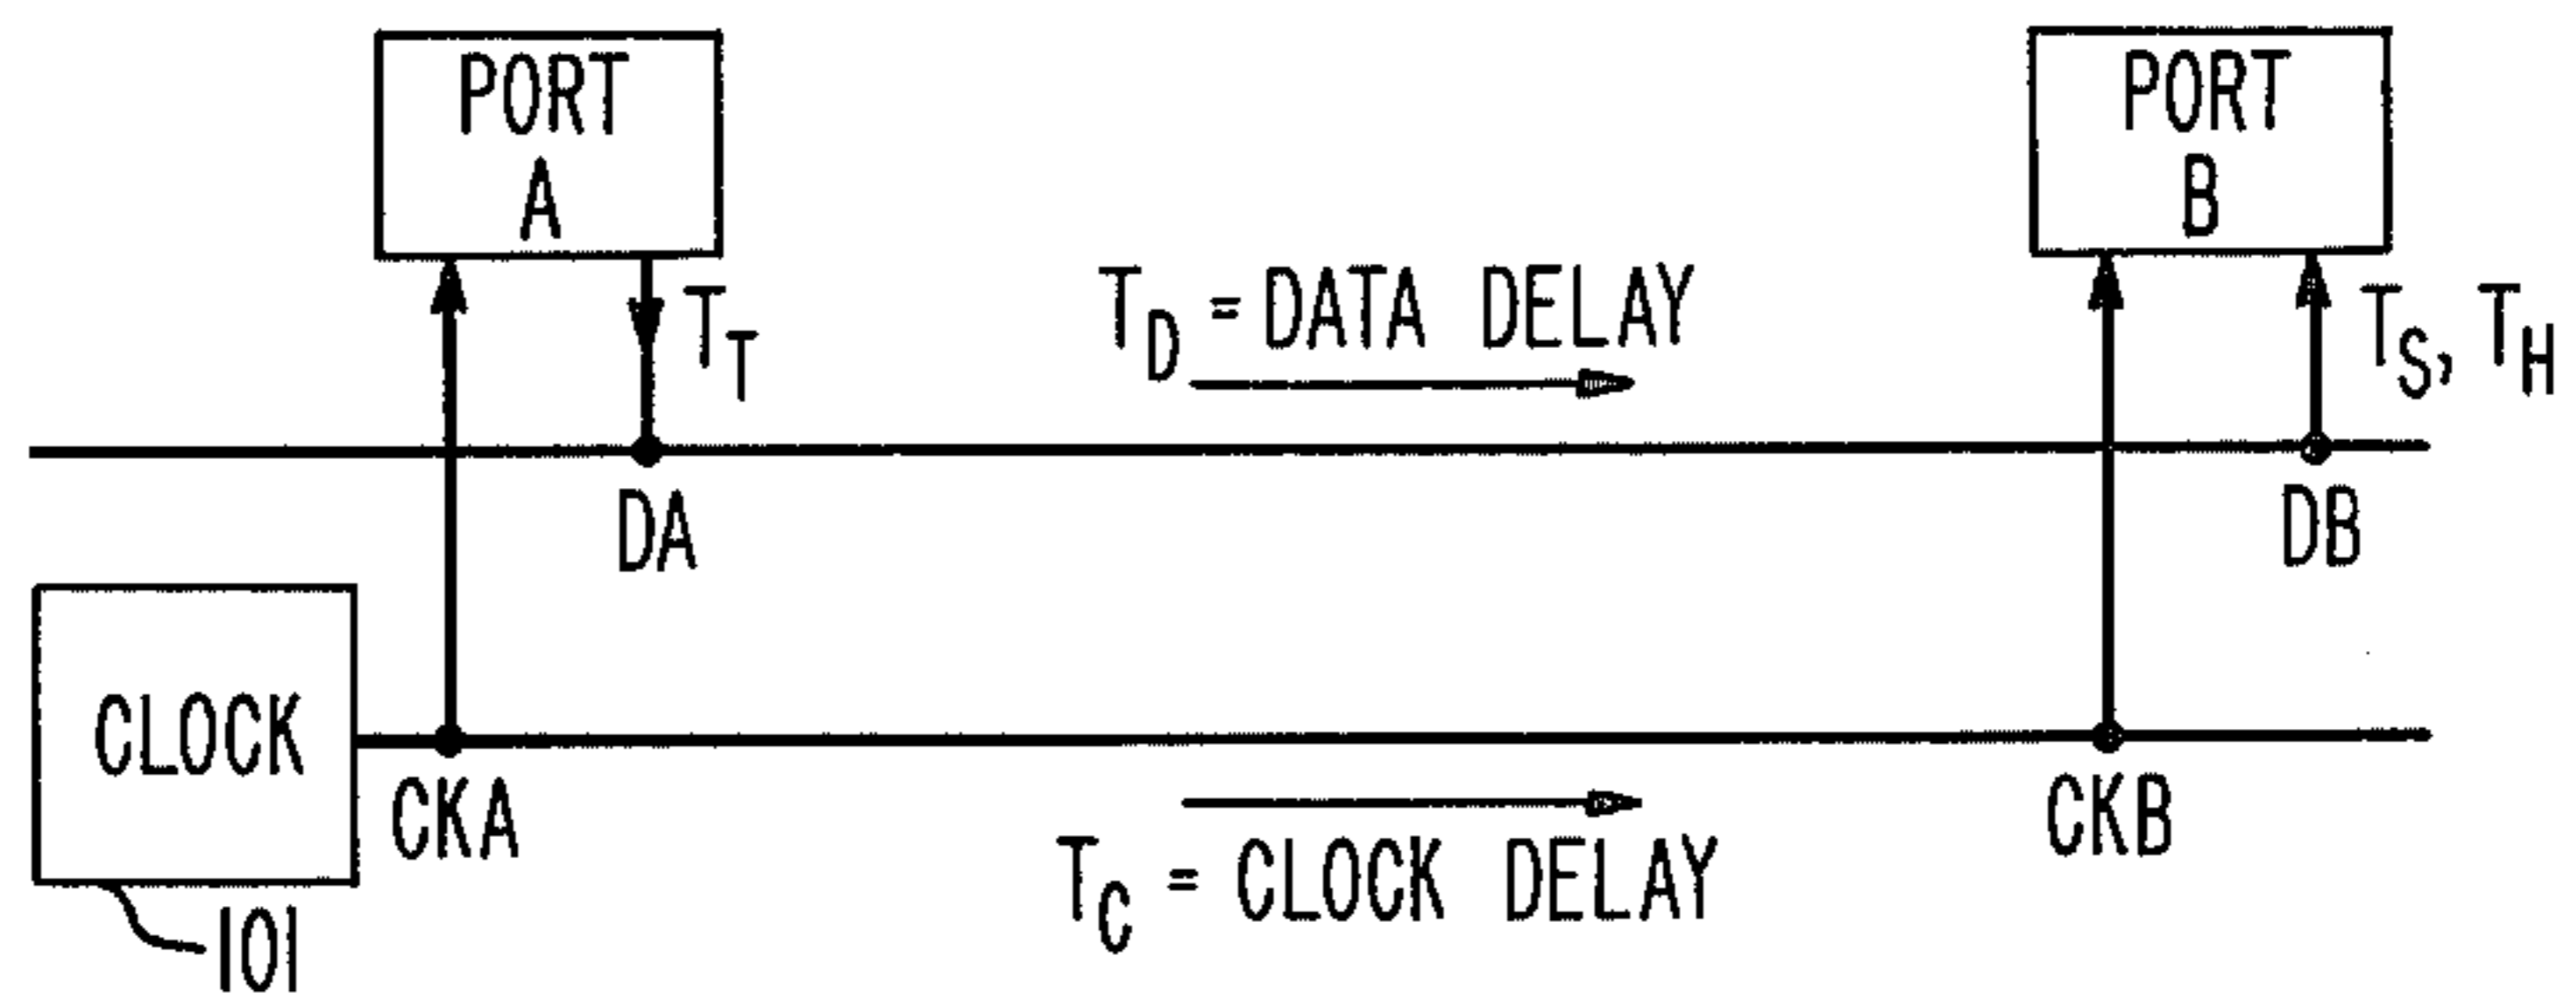 PORT
A
PORT
B
T_T
T_D = DATA DELAY
T_S, T_H
DA
DB
CLOCK
CKA
CKB
T_C = CLOCK DELAY
101